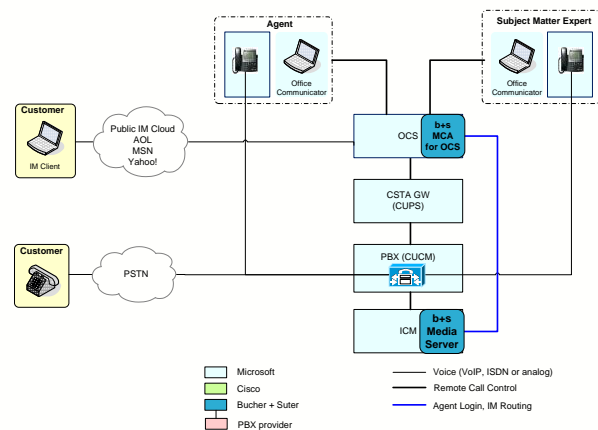 Agent
Office
Communicator
Subject Matter Expert
Office
Communicator
Customer
IM Client
Public IM Cloud
AOL
MSN
Yahoo!
OCS
b+s
MCA
for OCS
CSTA GW
(CUPS)
Customer
PSTN
PBX (CUCM)
ICM
b+s
Media
Server
Microsoft
Cisco
Bucher + Suter
PBX provider
Voice (VoIP, ISDN or analog)
Remote Call Control
Agent Login, IM Routing